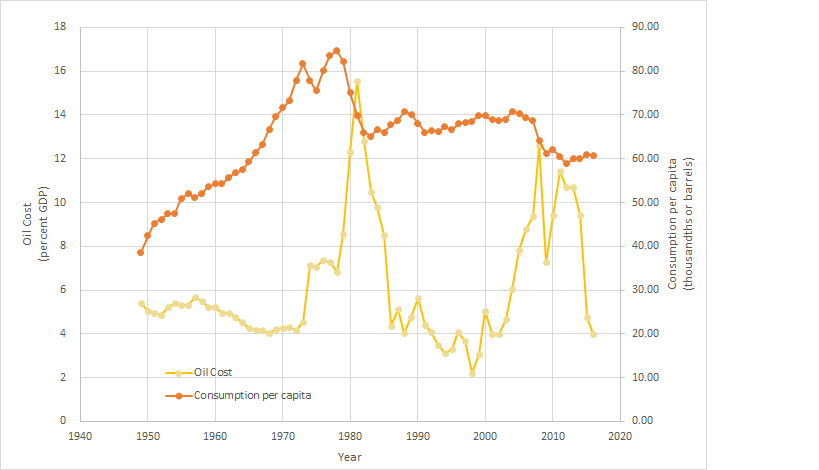 18
16
14
12
10
8
6
4
2
0
Oil Cost
(percent GDP)
90.00
80.00
70.00
60.00
50.00
40.00
30.00
20.00
10.00
0.00
Consumption per capita
(thousandths or barrels)
Oil Cost
Consumption per capita
1940 1950 1960 1970 1980 1990 2000 2010 2020
Year